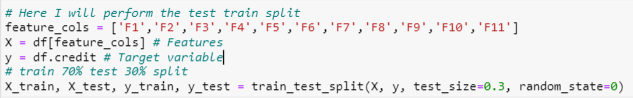 # Here I will perform the test train split
feature_cols = ['F1','F2','F3','F4','F5','F6','F7','F8','F9','F10','F11']
X = df[feature_cols] # Features
y = df.credit # Target variable
# train 70% test 30% split
X_train, X_test, y_train, y_test = train_test_split(X, y, test_size=0.3, random_state=0)